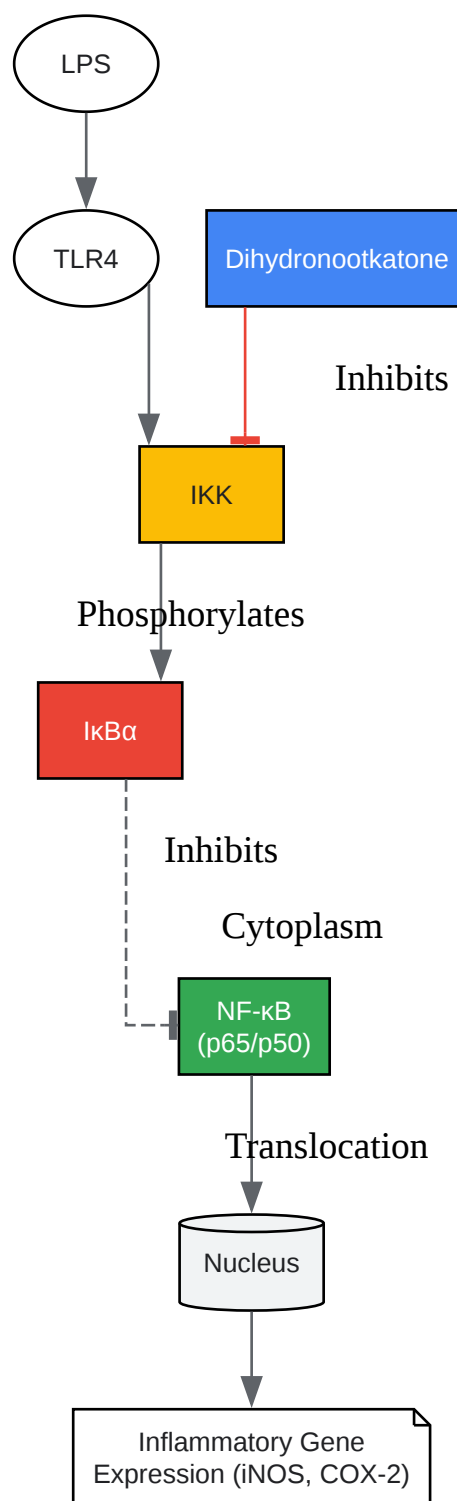 LPS
TLR4
Dihydronootkatone
Inhibits
IKK
Phosphorylates
IκBα
Inhibits
Cytoplasm
NF-κB
(p65/p50)
Translocation
Nucleus
Inflammatory Gene
Expression (iNOS, COX-2)